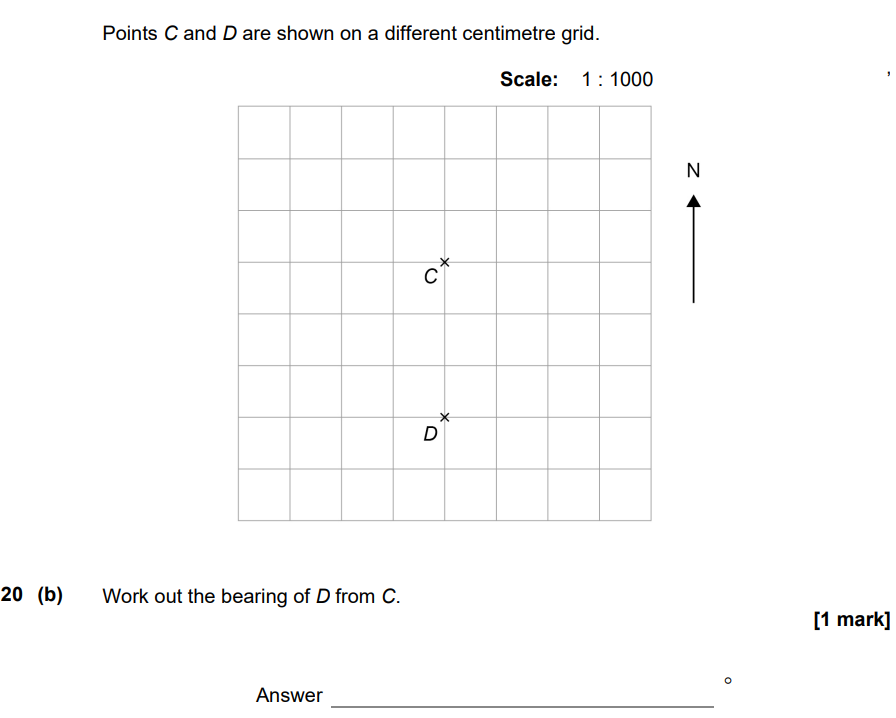 Points C and D are shown on a different centimetre grid.
Scale: 1 : 1000
,
N
C
D
20 (b) Work out the bearing of D from C.
[1 mark]
°
Answer